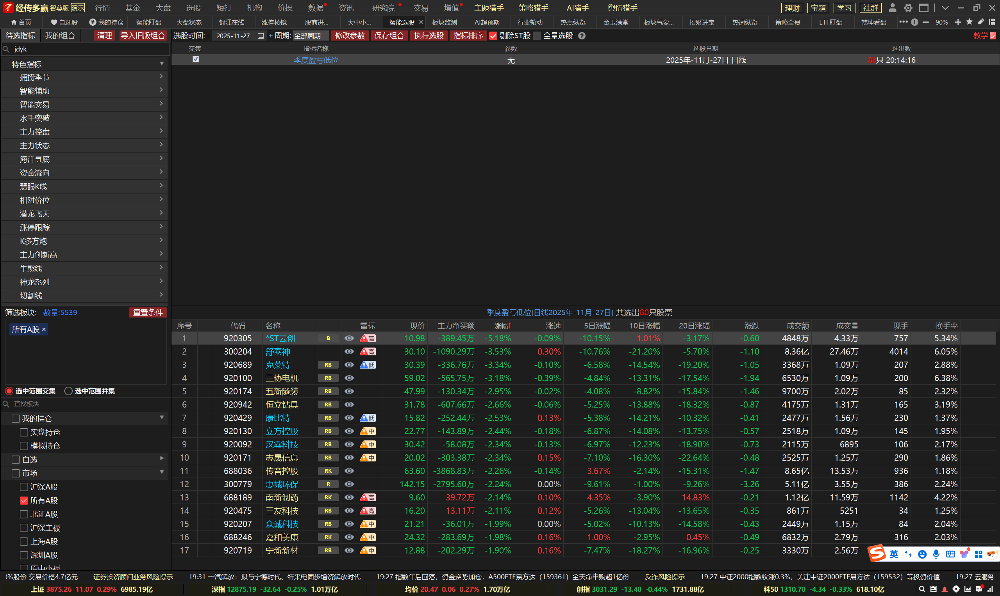 经传多赢 智尊版 演示 行情 基金 大盘 选股 短打 机构 价投 数据 资讯 研究院 交易 增值 主题猎手 策略猎手 AI猎手 舆情猎手 理财 宝箱 学习 社群
首页 自选股 我的持仓 智能盯盘 大盘状态 锦江在线 涨停棱镜 股商进... 大中小... 智能选股 板块监测 AI超预期 行业轮动 热点纵览 金玉满堂 板块气象... 招财进宝 热词纵览 策略全景 ETF盯盘 乾坤看盘 90%
待选指标 我的组合 清理 导入旧版组合 选股时间: - 2025-11-27 + 周期: 全部周期 修改参数 保存组合 执行选股 指标排序 剔除ST股 全量选股 教学
jdyk
交集 指标名称 参数 选股日期 选出数
季度盈亏低位 无 2025年-11月-27日 日线 80只 20:14:16
特色指标
捕捞季节
智能辅助
智能交易
水手突破
主力控盘
主力状态
海洋寻底
资金流向
慧眼K线
相对价位
潜龙飞天
涨停跟踪
K多方炮
主力创新高
牛熊线
神龙系列
切割线
筛选板块: 数量:5539 重置条件
所有A股 ×
选中范围交集 选中范围并集
查找板块
我的持仓
实盘持仓
模拟持仓
自选
市场
沪深A股
所有A股
北证A股
沪深主板
上海A股
深圳A股
原中小板
季度盈亏低位[日线2025年-11月-27日] 共选出80只股票
序号 代码 名称 雷标 现价 主力净买额 涨幅↑ 涨速 5日涨幅 10日涨幅 20日涨幅 涨跌 成交额 成交量 现手 换手率
1 920305 *ST云创 B 高 10.98 -389.45万 -5.18% -0.09% -10.15% 1.01% -3.17% -0.60 4848万 4.33万 757 5.34%
2 300204 舒泰神 高 30.10 -1090.29万 -3.53% 0.30% -10.76% -21.20% -5.70% -1.10 8.36亿 27.46万 4014 6.05%
3 920689 克莱特 RB 低 30.39 -336.76万 -3.34% -0.10% -6.58% -14.54% -19.20% -1.05 3368万 1.09万 207 2.88%
4 920100 三协电机 RB 59.02 -565.75万 -3.18% -0.39% -4.84% -13.31% -17.54% -1.94 6530万 1.09万 200 6.38%
5 920174 五新隧装 RB 47.99 -130.34万 -2.95% -0.02% -4.08% -8.82% -15.84% -1.46 9700万 2.02万 85 2.32%
6 920942 恒立钻具 RB 31.78 -607.66万 -2.66% -0.06% -5.25% -13.88% -18.32% -0.87 4175万 1.31万 165 3.19%
7 920429 康比特 RB 低 15.82 -252.44万 -2.53% 0.13% -5.38% -14.21% -10.32% -0.41 2477万 1.56万 230 1.37%
8 920130 立方控股 RB 中 22.77 -143.89万 -2.44% -0.18% -6.87% -14.08% -13.75% -0.57 2518万 1.09万 145 1.95%
9 920092 汉鑫科技 RB 中 30.42 -58.08万 -2.34% -0.13% -6.97% -12.23% -18.90% -0.73 2115万 6895 106 2.17%
10 920171 志晟信息 RB 中 20.02 -303.38万 -2.34% 0.15% -7.10% -16.30% -22.64% -0.48 2525万 1.25万 290 1.86%
11 688036 传音控股 RK 63.60 -3868.83万 -2.26% -0.14% 3.67% -2.14% -15.31% -1.47 8.65亿 13.53万 936 1.18%
12 300779 惠城环保 R 142.15 -2795.60万 -2.24% 0.00% -9.61% -1.00% -9.26% -3.26 5.11亿 3.55万 386 2.24%
13 688189 南新制药 RK 高 9.60 39.72万 -2.14% 0.10% 4.35% -3.90% 14.83% -0.21 1.12亿 11.59万 1142 4.22%
14 920475 三友科技 RB 高 16.20 13.11万 -2.11% 0.12% -5.26% -13.04% -13.65% -0.35 861万 5251 34 1.25%
15 920207 众诚科技 RB 中 21.21 -36.01万 -1.99% 0.00% -5.02% -10.13% -14.58% -0.43 2449万 1.15万 84 2.04%
16 688246 嘉和美康 RK 中 24.32 -283.69万 -1.98% 0.16% 1.00% -2.95% 0.45% -0.49 6832万 2.79万 316 2.03%
17 920719 宁新新材 RB 中 12.88 -202.29万 -1.90% 0.16% -7.47% -18.27% -16.96% -0.25 3330万 2.56万
英
%股份 交易价格4.7亿元 证券投资顾问业务风险提示 19:31 一汽解放：拟与宁德时代、特来电同步增资解放时代 19:27 指数午后回落，资金逆势加仓，A500ETF易方达（159361）全天净申购超1亿份 反诈风险提示 19:27 中证2000指数收涨0.3%，关注中证2000ETF易方达（159532）等投资价值 19:27 云服务
上证 3875.26 11.07 0.29% 6985.19亿 深指 12875.19 -32.64 -0.25% 1.01万亿 均价 20.47 0.06 0.27% 1.70万亿 创指 3031.29 -13.40 -0.44% 1731.88亿 科50 1310.70 -4.34 -0.33% 618.10亿